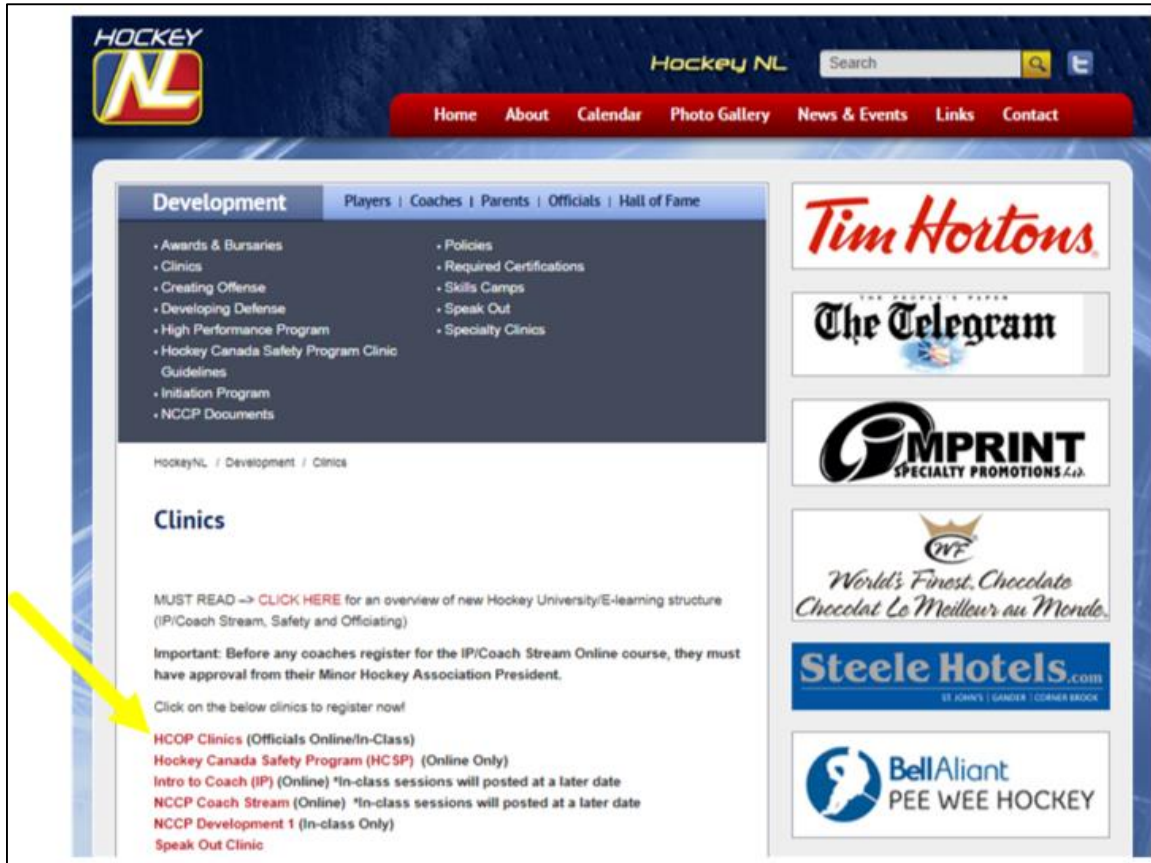 HOCKEY
NL
Hockey NL
Search
Home About Calendar Photo Gallery News & Events Links Contact
Development Players | Coaches | Parents | Officials | Hall of Fame
• Awards & Bursaries
• Clinics
• Creating Offense
• Developing Defense
• High Performance Program
• Hockey Canada Safety Program Clinic
Guidelines
• Initiation Program
• NCCP Documents
• Policies
• Required Certifications
• Skills Camps
• Speak Out
• Specialty Clinics
HockeyNL / Development / Clinics
Clinics
MUST READ --> CLICK HERE for an overview of new Hockey University/E-learning structure
(IP/Coach Stream, Safety and Officiating)
Important: Before any coaches register for the IP/Coach Stream Online course, they must
have approval from their Minor Hockey Association President.
Click on the below clinics to register now!
HCOP Clinics (Officials Online/In-Class)
Hockey Canada Safety Program (HCSP) (Online Only)
Intro to Coach (IP) (Online) *In-class sessions will posted at a later date
NCCP Coach Stream (Online) *In-class sessions will posted at a later date
NCCP Development 1 (In-class Only)
Speak Out Clinic
Tim Hortons
THE PEOPLE'S PAPER
The Telegram
IMPRINT
SPECIALTY PROMOTIONS Ltd.
WF
World's Finest Chocolate
Chocolat Le Meilleur au Monde
Steele Hotels.com
ST. JOHN'S | GANDER | CORNER BROOK
BellAliant
PEE WEE HOCKEY